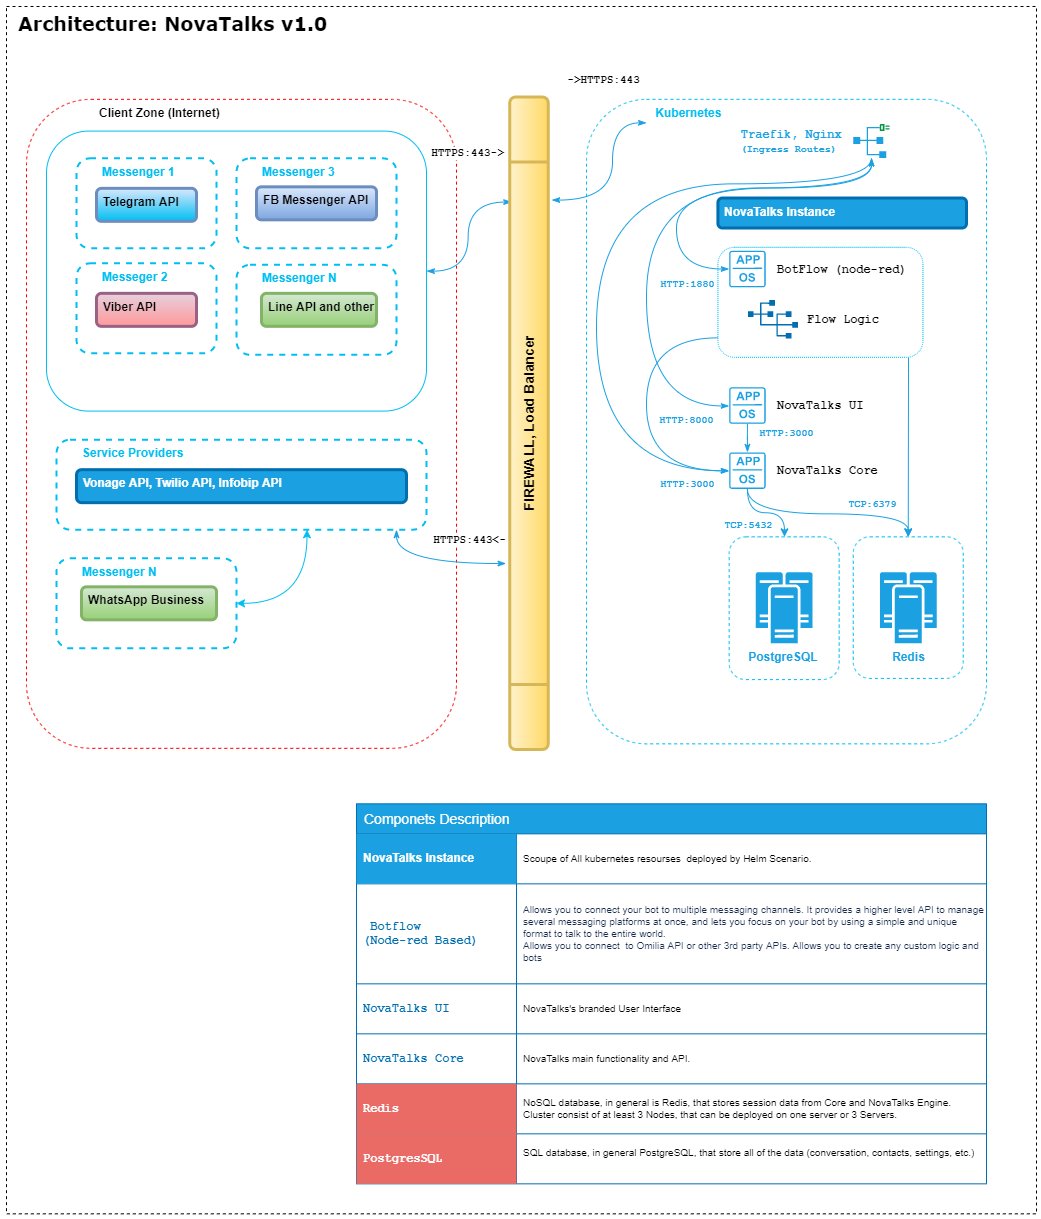 Architecture: NovaTalks v1.0
->HTTPS:443
Client Zone (Internet)
HTTPS:443->
Messenger 1
Telegram API
Messenger 3
FB Messenger API
Messeger 2
Viber API
Messenger N
Line API and other
Service Providers
Vonage API, Twilio API, Infobip API
HTTPS:443<-
Messenger N
WhatsApp Business
FIREWALL, Load Balancer
Kubernetes
Traefik, Nginx
(Ingress Routes)
NovaTalks Instance
APP
OS
BotFlow (node-red)
HTTP:1880
Flow Logic
APP
OS
NovaTalks UI
HTTP:8000
HTTP:3000
APP
OS
NovaTalks Core
HTTP:3000
TCP:6379
TCP:5432
PostgreSQL
Redis
Componets Description
NovaTalks Instance
Scoupe of All kubernetes resourses  deployed by Helm Scenario.
Botflow
(Node-red Based)
Allows you to connect your bot to multiple messaging channels. It provides a higher level API to manage
several messaging platforms at once, and lets you focus on your bot by using a simple and unique
format to talk to the entire world.
Allows you to connect  to Omilia API or other 3rd party APIs. Allows you to create any custom logic and
bots
NovaTalks UI
NovaTalks's branded User Interface
NovaTalks Core
NovaTalks main functionality and API.
Redis
NoSQL database, in general is Redis, that stores session data from Core and NovaTalks Engine.
Cluster consist of at least 3 Nodes, that can be deployed on one server or 3 Servers.
PostgresSQL
SQL database, in general PostgreSQL, that store all of the data (conversation, contacts, settings, etc.)